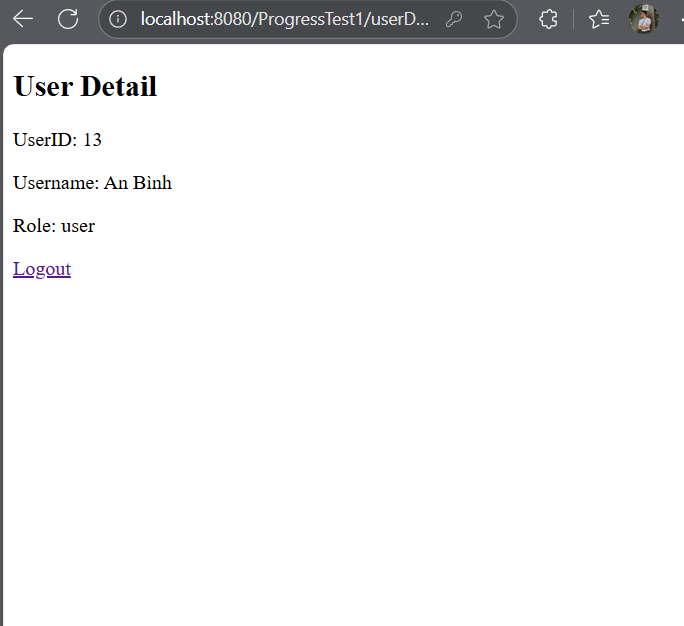 localhost:8080/ProgressTest1/userD...
User Detail
UserID: 13
Username: An Bình
Role: user
Logout